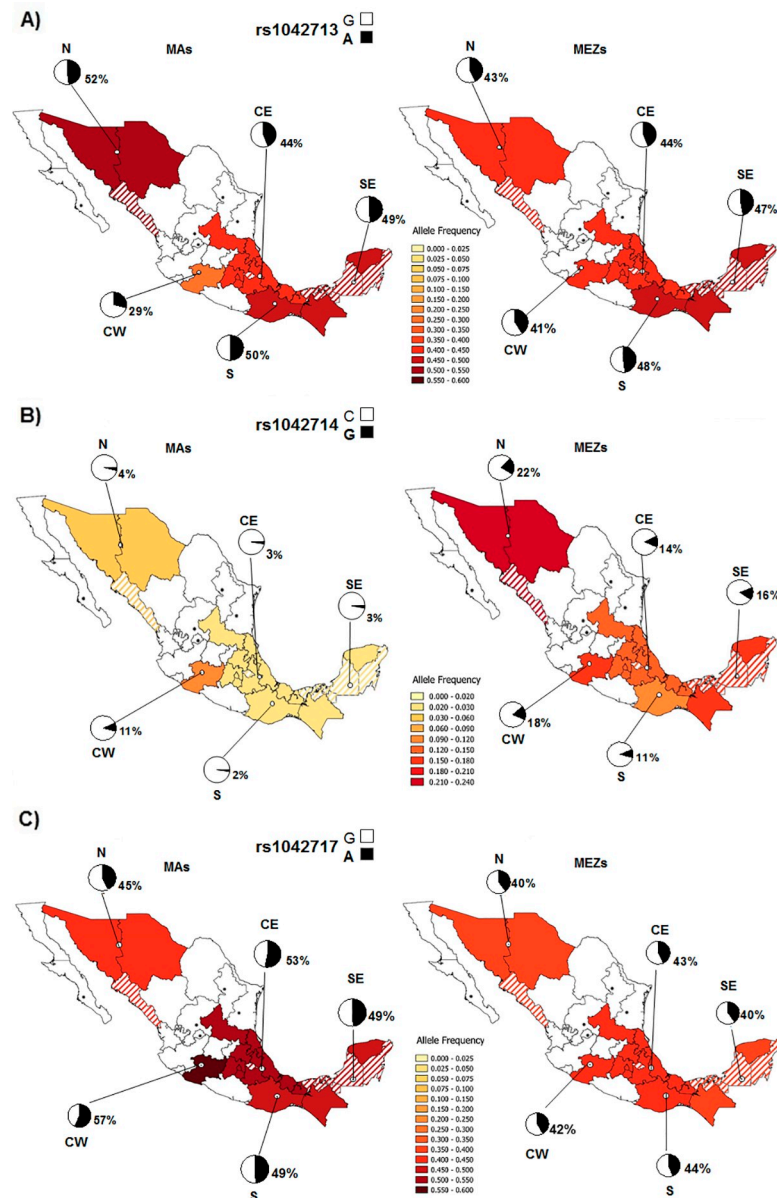 A)
rs1042713 G
A
MAs
MEZs
N
52%
CE
44%
SE
49%
29%
CW
50%
S
N
43%
CE
44%
SE
47%
41%
CW
48%
S
Allele Frequency
0.000 - 0.025
0.025 - 0.050
0.050 - 0.075
0.075 - 0.100
0.100 - 0.150
0.150 - 0.200
0.200 - 0.250
0.250 - 0.300
0.300 - 0.350
0.350 - 0.400
0.400 - 0.450
0.450 - 0.500
0.500 - 0.550
0.550 - 0.600
B)
rs1042714 C
G
MAs
MEZs
N
4%
CE
3%
SE
3%
11%
CW
2%
S
N
22%
CE
14%
SE
16%
18%
CW
11%
S
Allele Frequency
0.000 - 0.020
0.020 - 0.030
0.030 - 0.060
0.060 - 0.090
0.090 - 0.120
0.120 - 0.150
0.150 - 0.180
0.180 - 0.210
0.210 - 0.240
C)
rs1042717 G
A
MAs
MEZs
N
45%
CE
53%
SE
49%
57%
CW
49%
S
N
40%
CE
43%
SE
40%
42%
CW
44%
S
Allele Frequency
0.000 - 0.025
0.025 - 0.050
0.050 - 0.075
0.075 - 0.100
0.100 - 0.150
0.150 - 0.200
0.200 - 0.250
0.250 - 0.300
0.300 - 0.350
0.350 - 0.400
0.400 - 0.450
0.450 - 0.500
0.500 - 0.550
0.550 - 0.600